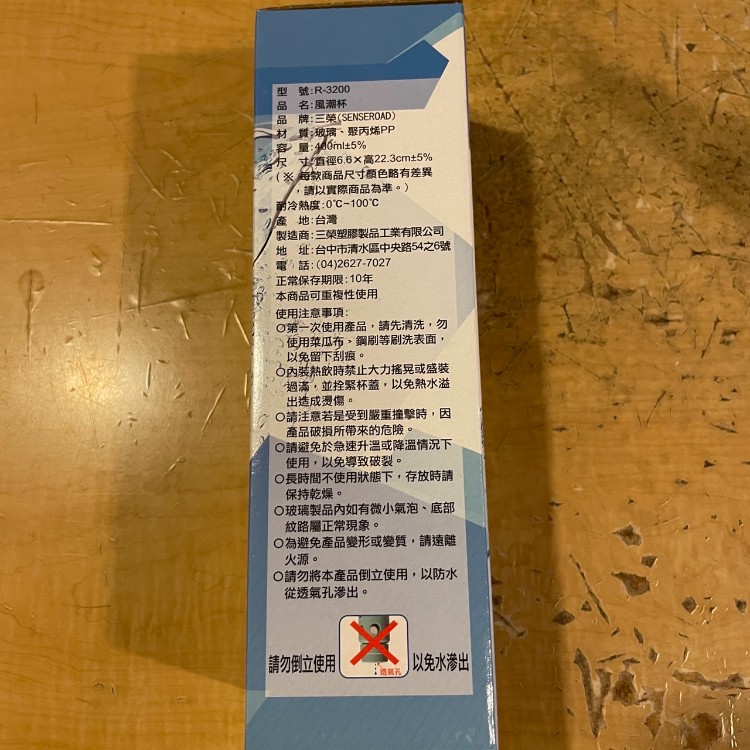 型　號:R-3200
品　名:風潮杯
品　牌:三榮(SENSEROAD)
材　質:玻璃、聚丙烯PP
容　量:400ml±5%
尺　寸:直徑6.6×高22.3cm±5%
(※ 每款商品尺寸顏色略有差異
，請以實際商品為準。)
耐冷熱度:0℃~100℃
產　地:台灣
製造商:三榮塑膠製品工業有限公司
地　址:台中市清水區中央路54之6號
電　話:(04)2627-7027
正常保存期限:10年
本商品可重複性使用
使用注意事項:
○第一次使用產品，請先清洗，勿
使用菜瓜布、鋼刷等刷洗表面，
以免留下刮痕。
○內裝熱飲時禁止大力搖晃或盛裝
過滿，並拴緊杯蓋，以免熱水溢
出造成燙傷。
○請注意若是受到嚴重撞擊時，因
產品破損所帶來的危險。
○請避免於急速升溫或降溫情況下
使用，以免導致破裂。
○長時間不使用狀態下，存放時請
保持乾燥。
○玻璃製品內如有微小氣泡、底部
紋路屬正常現象。
○為避免產品變形或變質，請遠離
火源。
○請勿將本產品倒立使用，以防水
從透氣孔滲出。
請勿倒立使用
透氣孔
以免水滲出